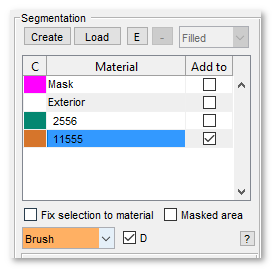 Segmentation
Create Load E - Filled
C Material Add to
Mask
Exterior
2556
11555
Fix selection to material Masked area
Brush D ?